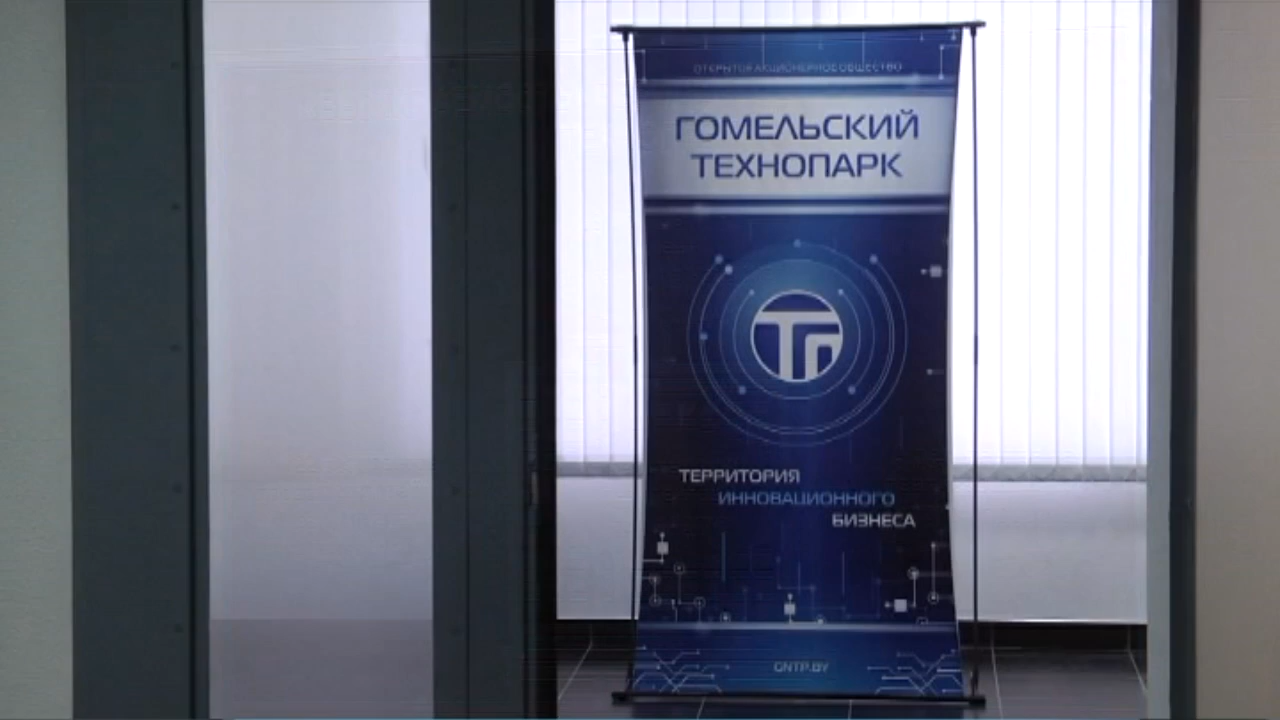 ОТКРЫТОЕ АКЦИОНЕРНОЕ ОБЩЕСТВО
ГОМЕЛЬСКИЙ
ТЕХНОПАРК
ТП
ТЕРРИТОРИЯ
ИННОВАЦИОННОГО
БИЗНЕСА
GNTP.BY